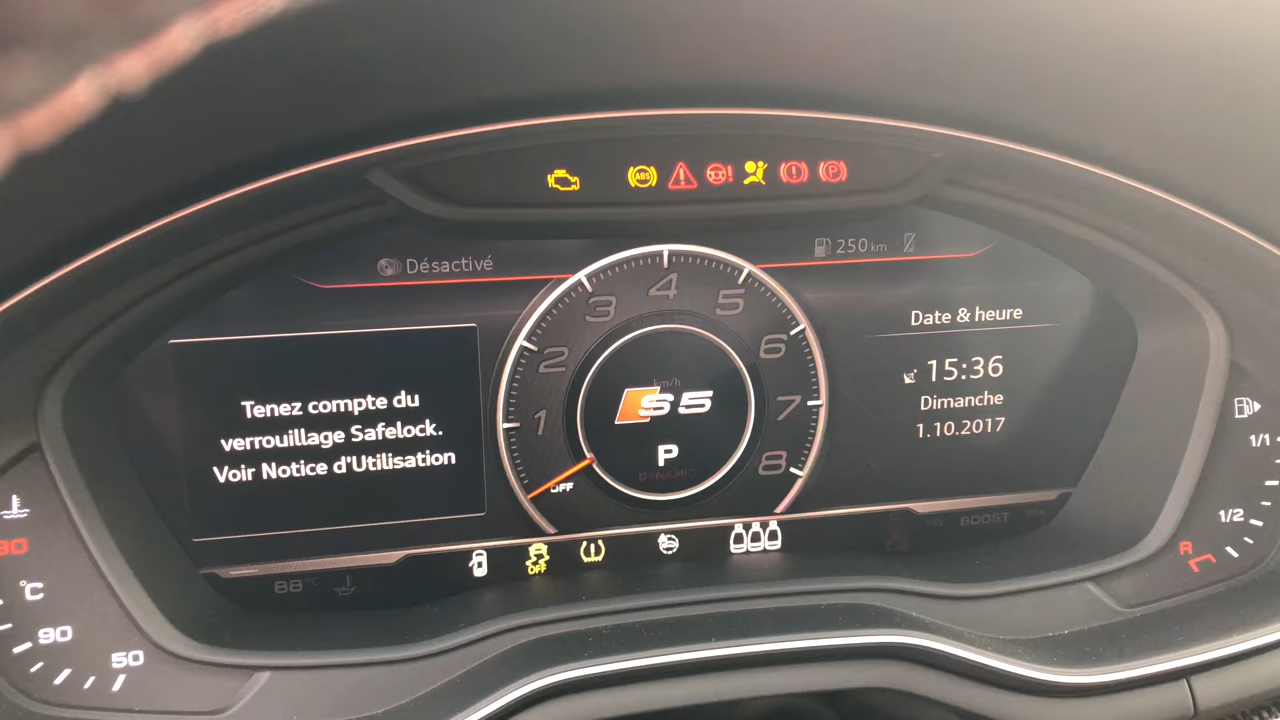 ABS
P
Désactivé
250 km
Tenez compte du
verrouillage Safelock.
Voir Notice d'Utilisation
1
2
3
4
5
6
7
8
km/h
S5
P
DYNAMIC
OFF
Date & heure
15:36
Dimanche
1.10.2017
OFF
88°C
BOOST
°C
90
50
1/1
1/2
R